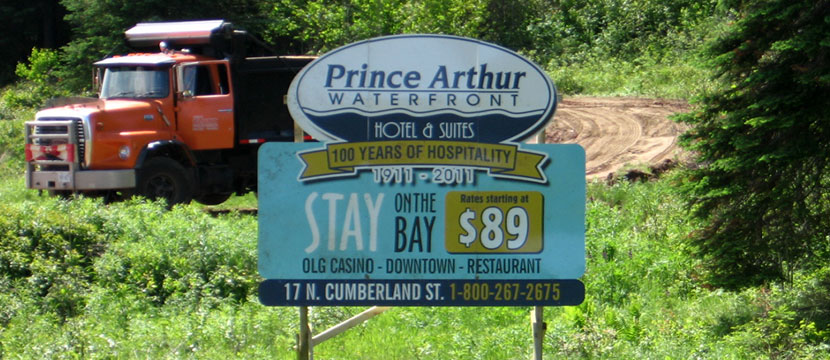 Prince Arthur
WATERFRONT
HOTEL & SUITES
100 YEARS OF HOSPITALITY
1911 - 2011
STAY ON THE BAY
Rates starting at
$89
OLG CASINO - DOWNTOWN - RESTAURANT
17 N. CUMBERLAND ST. 1-800-267-2675